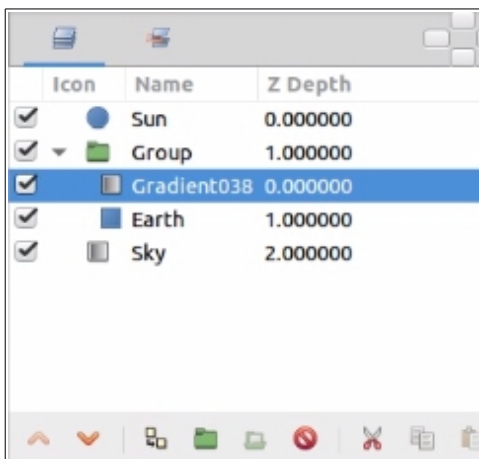 Icon Name Z Depth
Sun 0.000000
Group 1.000000
Gradient038 0.000000
Earth 1.000000
Sky 2.000000